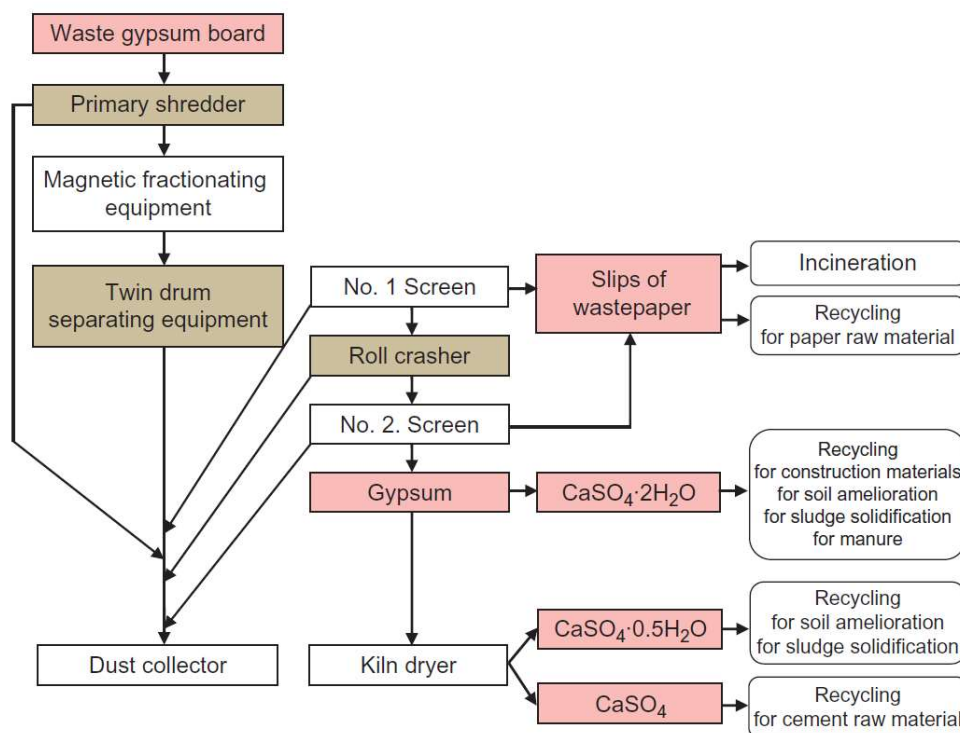 Waste gypsum board
Primary shredder
Magnetic fractionating
equipment
Twin drum
separating equipment
Dust collector
No. 1 Screen
Roll crasher
No. 2. Screen
Gypsum
Kiln dryer
Slips of
wastepaper
CaSO₄·2H₂O
CaSO₄·0.5H₂O
CaSO₄
Incineration
Recycling
for paper raw material
Recycling
for construction materials
for soil amelioration
for sludge solidification
for manure
Recycling
for soil amelioration
for sludge solidification
Recycling
for cement raw material